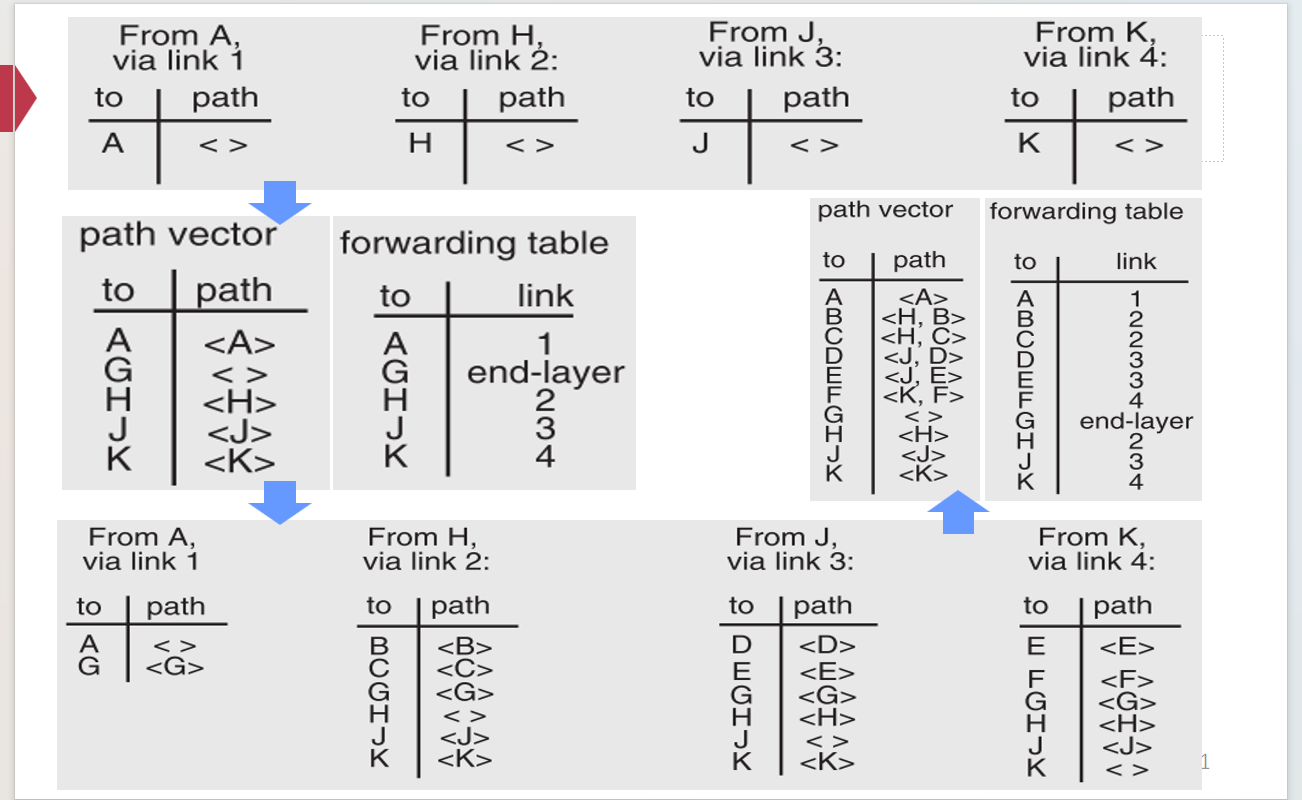 From A,
via link 1
to path
A < >
From H,
via link 2:
to path
H < >
From J,
via link 3:
to path
J < >
From K,
via link 4:
to path
K < >
path vector
to path
A <A>
G < >
H <H>
J <J>
K <K>
forwarding table
to link
A 1
G end-layer
H 2
J 3
K 4
path vector
to path
A <A>
B <H, B>
C <H, C>
D <J, D>
E <J, E>
F <K, F>
G < >
H <H>
J <J>
K <K>
forwarding table
to link
A 1
B 2
C 2
D 3
E 3
F 4
G end-layer
H 2
J 3
K 4
From A,
via link 1
to path
A < >
G <G>
From H,
via link 2:
to path
B <B>
C <C>
G <G>
H < >
J <J>
K <K>
From J,
via link 3:
to path
D <D>
E <E>
G <G>
H <H>
J < >
K <K>
From K,
via link 4:
to path
E <E>
F <F>
G <G>
H <H>
J <J>
K < >
1